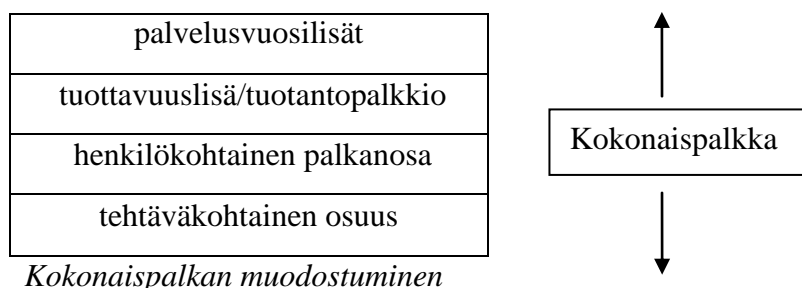 palvelusvuosilisät
tuottavuuslisä/tuotantopalkkio
henkilökohtainen palkanosa
tehtäväkohtainen osuus
Kokonaispalkka
Kokonaispalkan muodostuminen